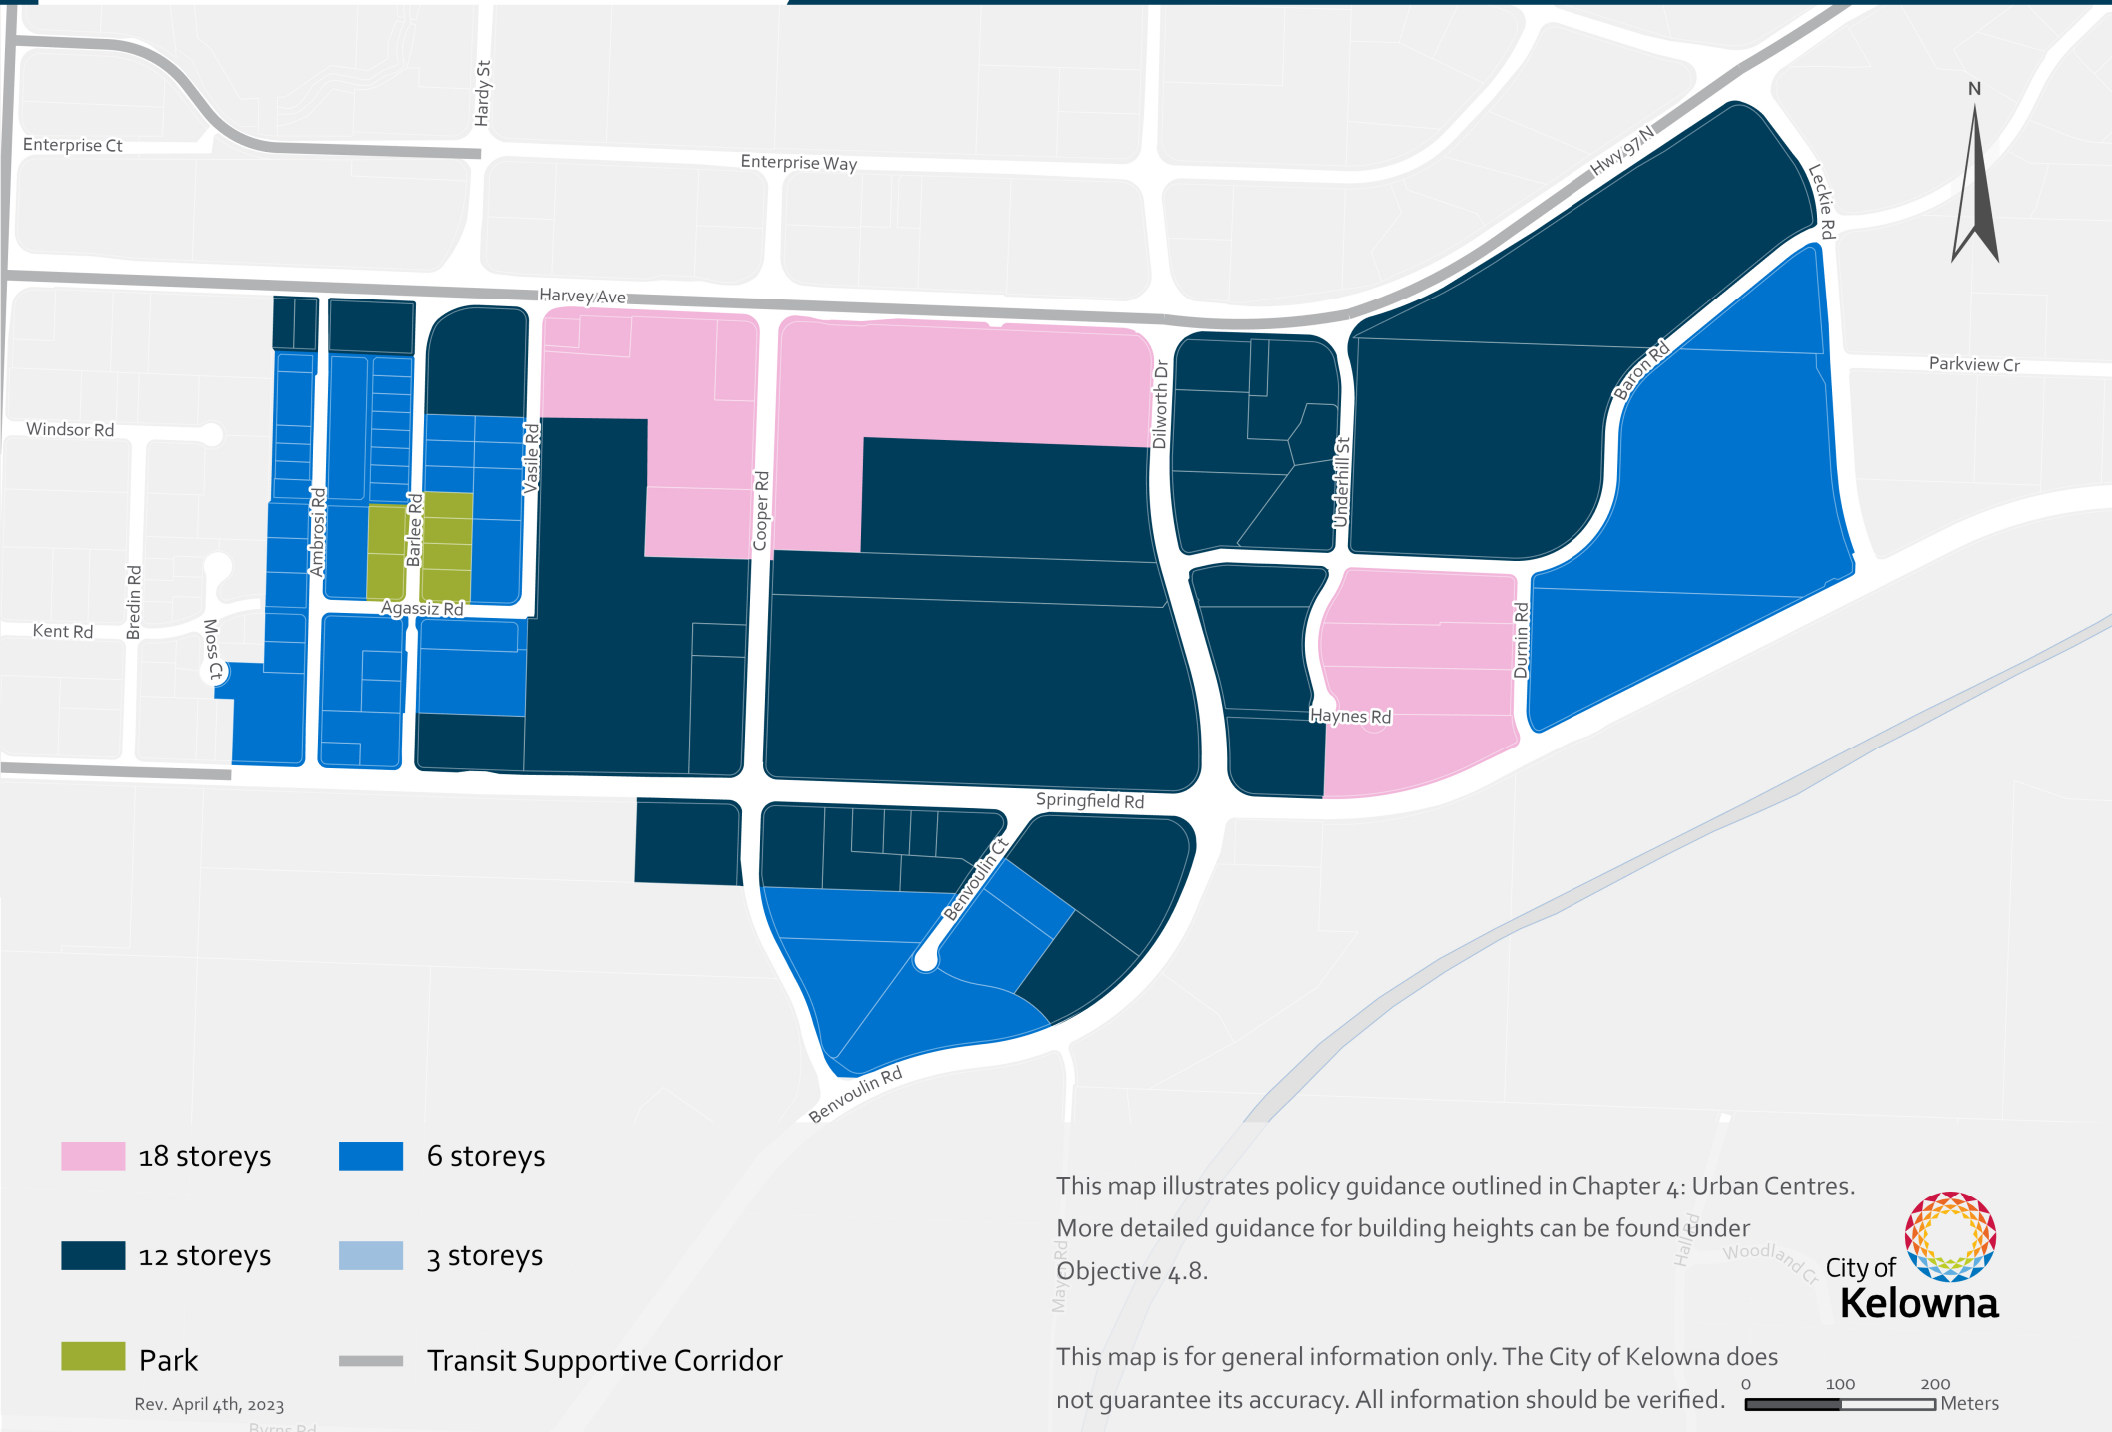 Hardy St
N
Enterprise Ct
Enterprise Way
Hwy 97 N
Leckie Rd
Harvey Ave
Parkview Cr
Baron Rd
Dilworth Dr
Windsor Rd
Vasile Rd
Underhill St
Cooper Rd
Ambrosi Rd
Barlee Rd
Bredin Rd
Agassiz Rd
Kent Rd
Moss Ct
Durnin Rd
Haynes Rd
Springfield Rd
Benvoulin Ct
Benvoulin Rd
18 storeys
6 storeys
12 storeys
3 storeys
Park
Transit Supportive Corridor
Rev. April 4th, 2023
Byrns Rd
This map illustrates policy guidance outlined in Chapter 4: Urban Centres.
More detailed guidance for building heights can be found under
Objective 4.8.
Hall Rd
Woodland Cr
City of
Kelowna
This map is for general information only. The City of Kelowna does
not guarantee its accuracy. All information should be verified.
0 100 200
Meters